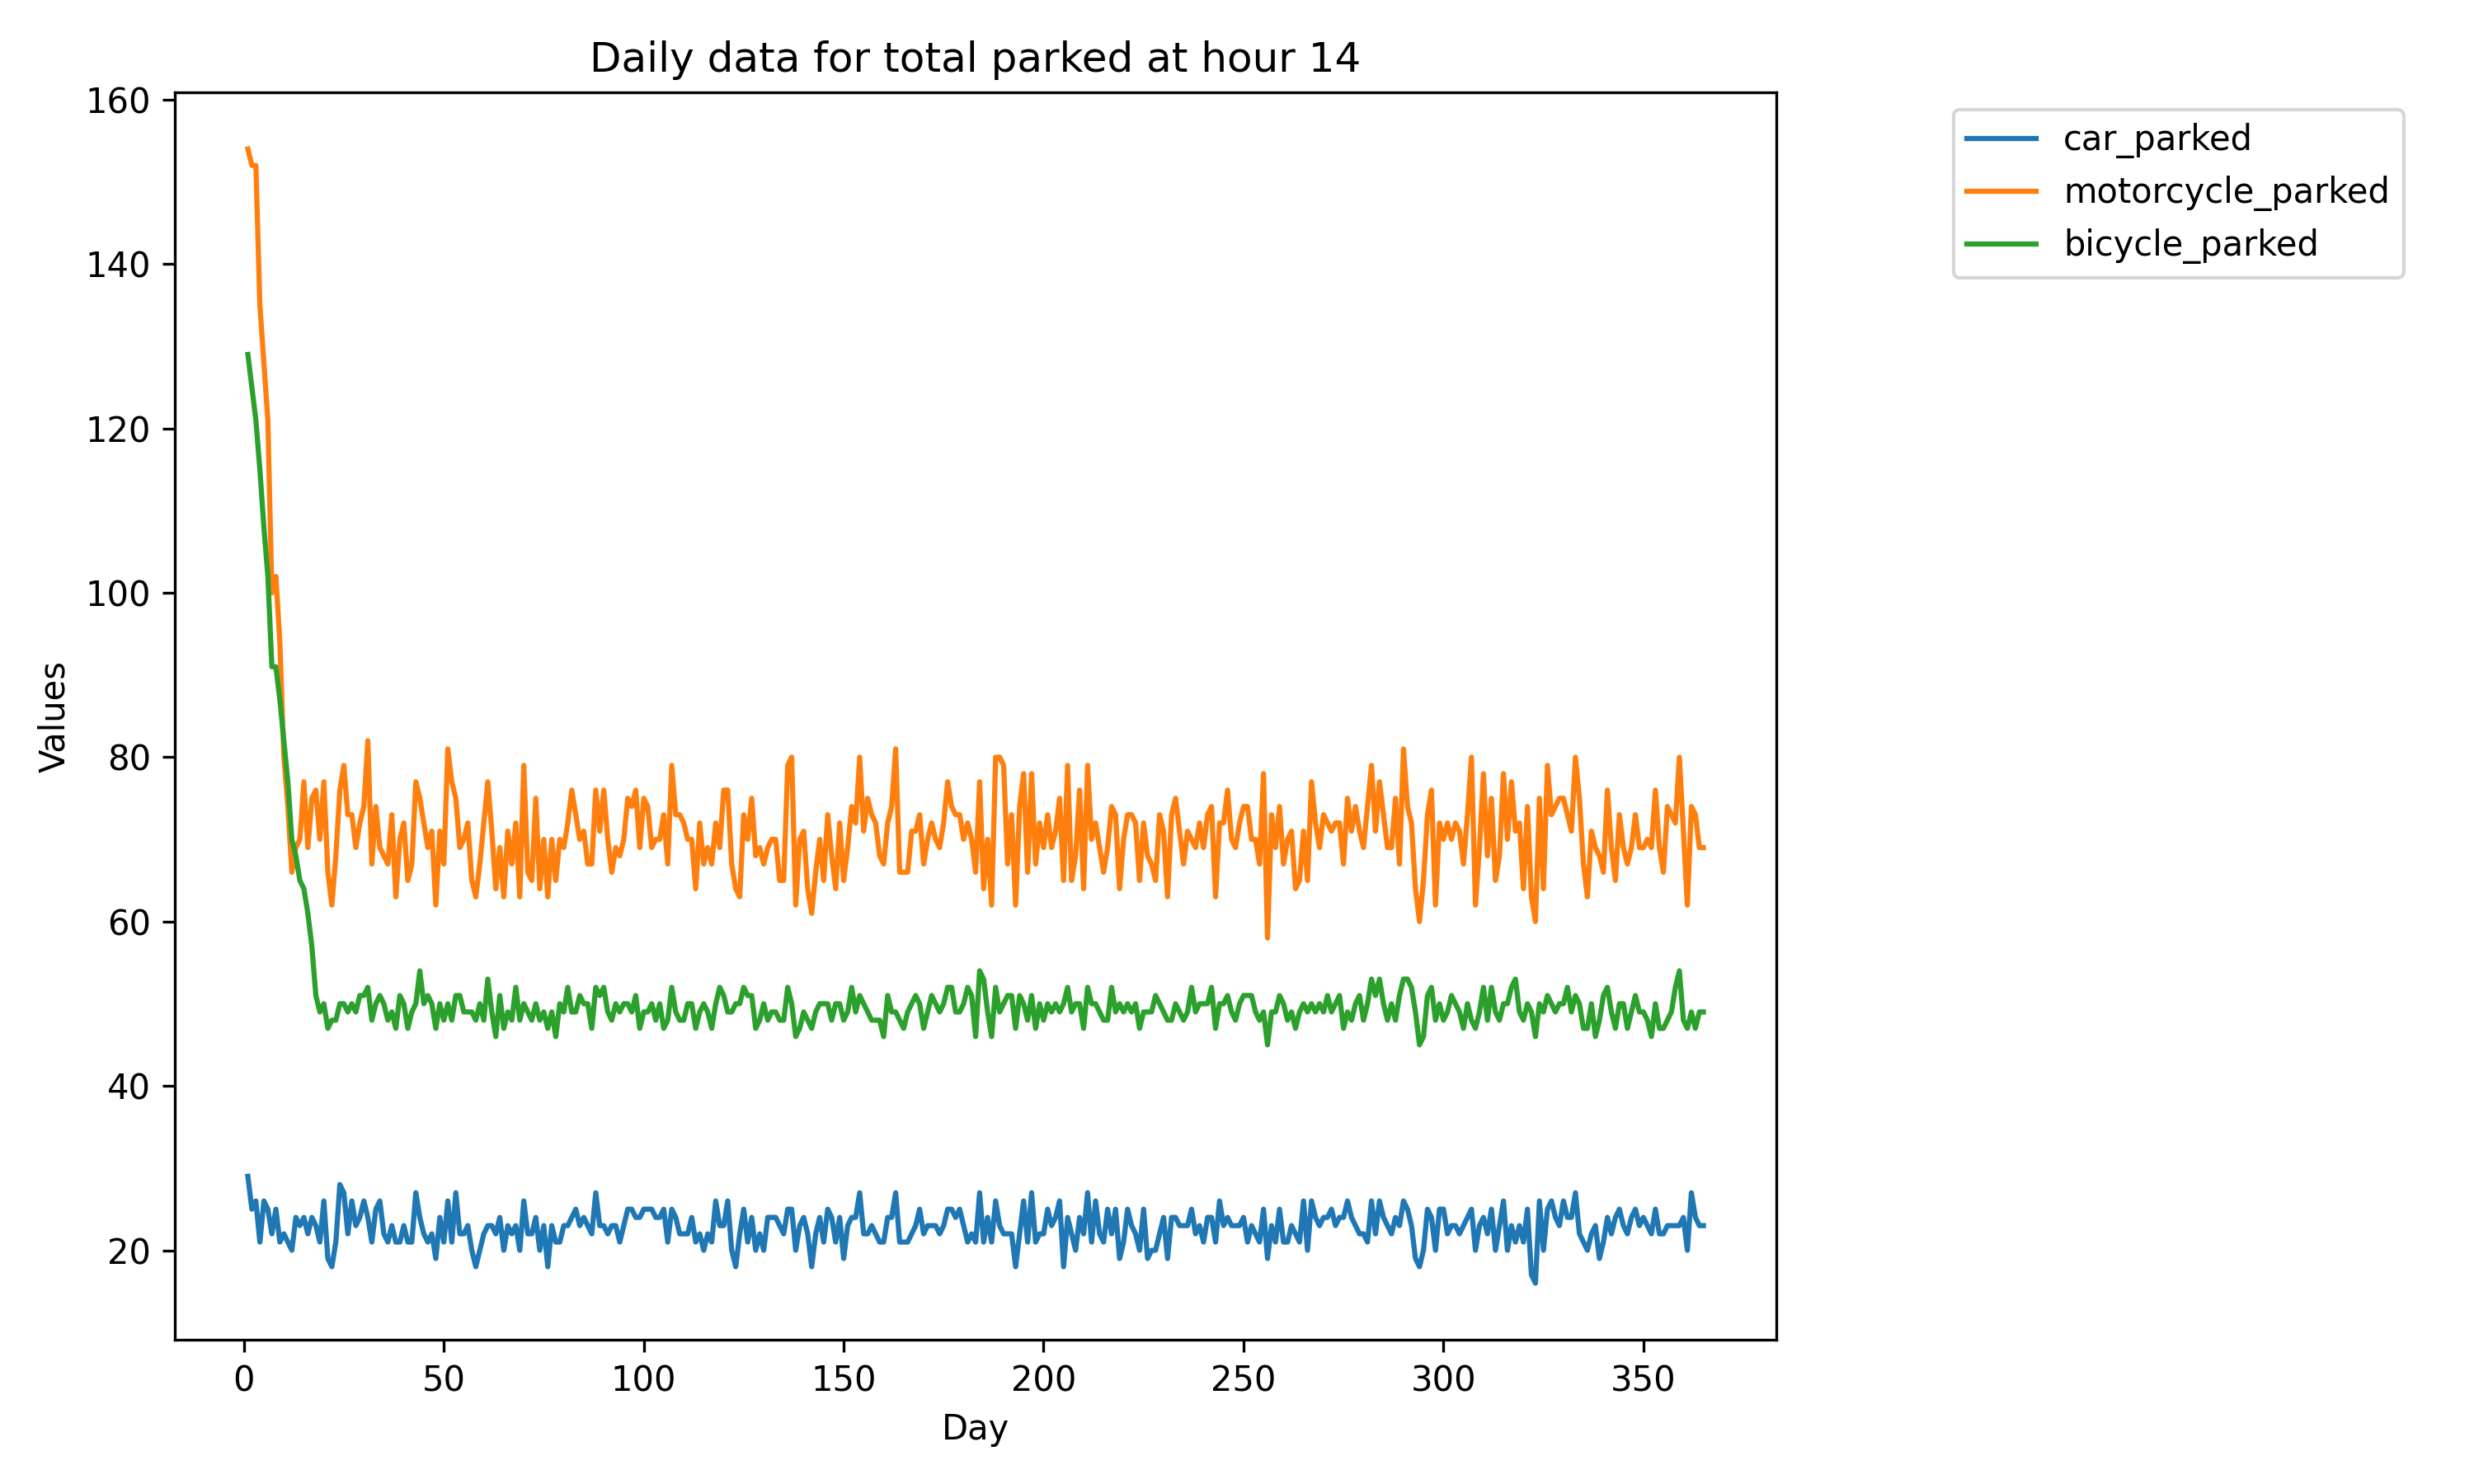 Daily data for total parked at hour 14
160
140
120
100
80
60
40
20
Values
0 50 100 150 200 250 300 350
Day
car_parked
motorcycle_parked
bicycle_parked